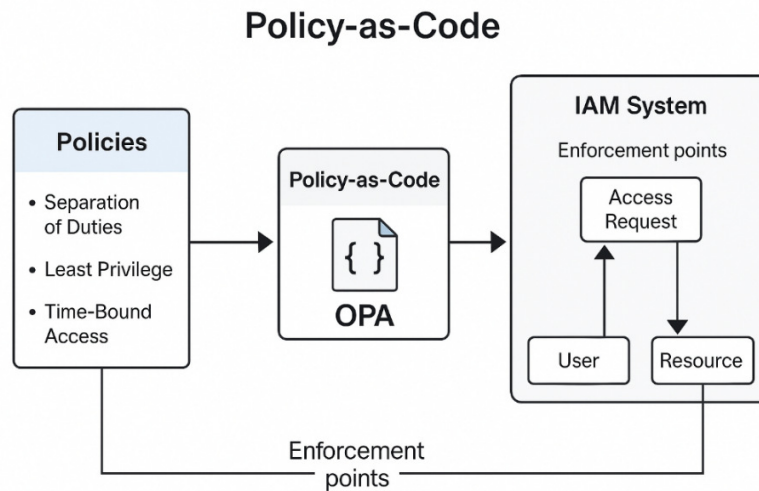 Policy-as-Code
Policies
• Separation
of Duties
• Least Privilege
• Time-Bound
Access
Policy-as-Code
{ }
OPA
IAM System
Enforcement points
Access
Request
User
Resource
Enforcement
points